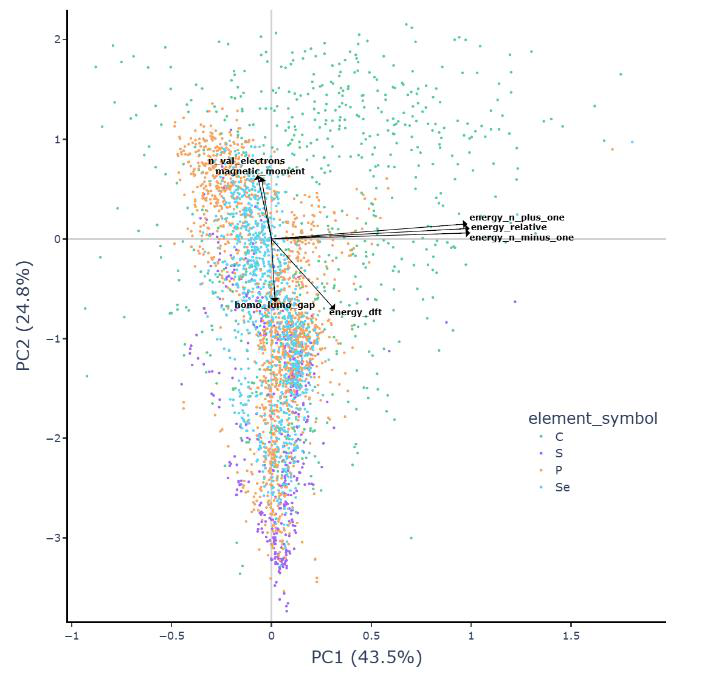 2
1
0
−1
−2
−3
−1
−0.5
0
0.5
1
1.5
PC1 (43.5%)
PC2 (24.8%)
n_val_electrons
magnetic_moment
energy_n_plus_one
energy_relative
energy_n_minus_one
homo_lumo_gap
energy_dft
element_symbol
C
S
P
Se